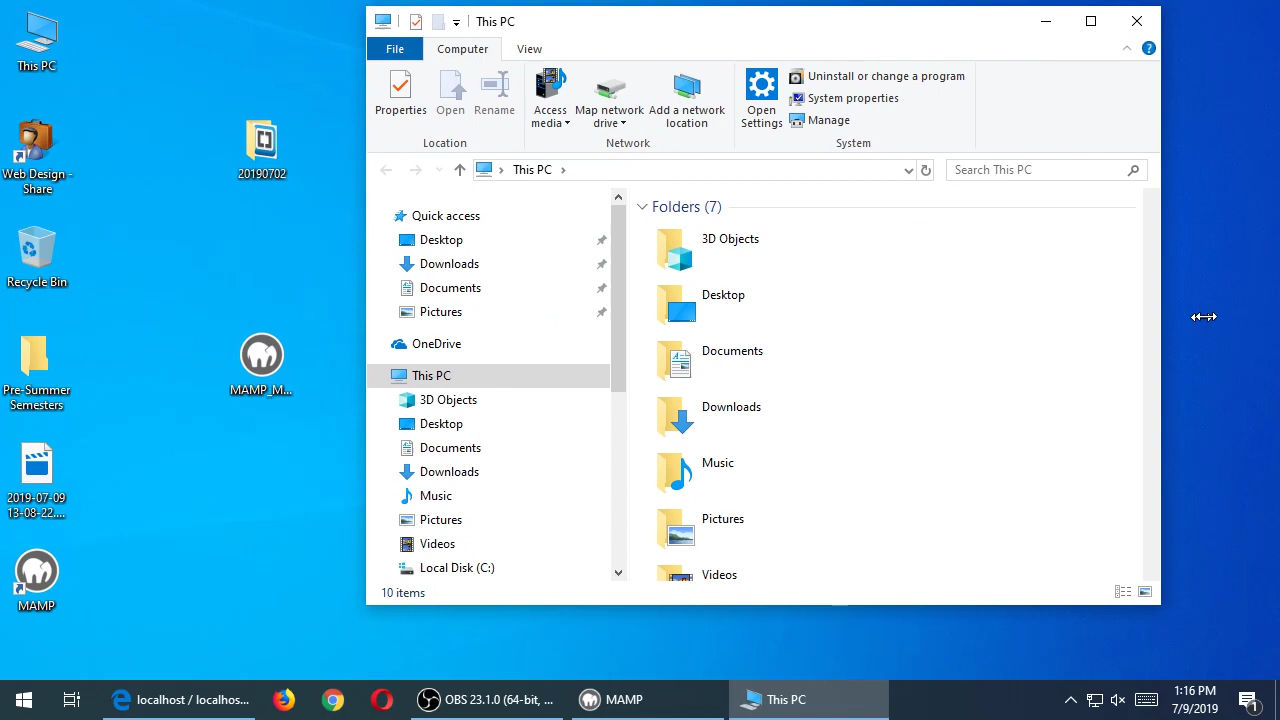 This PC
Web Design -
Share
Recycle Bin
Pre-Summer
Semesters
2019-07-09
13-08-22....
MAMP
20190702
MAMP_M...
This PC
File
Computer
View
Properties
Open
Rename
Location
Access
media
Map network
drive
Add a network
location
Network
Open
Settings
Uninstall or change a program
System properties
Manage
System
This PC
Search This PC
Quick access
Desktop
Downloads
Documents
Pictures
OneDrive
This PC
3D Objects
Desktop
Documents
Downloads
Music
Pictures
Videos
Local Disk (C:)
Folders (7)
3D Objects
Desktop
Documents
Downloads
Music
Pictures
Videos
10 items
localhost / localhos...
OBS 23.1.0 (64-bit, ...
MAMP
This PC
1:16 PM
7/9/2019
1